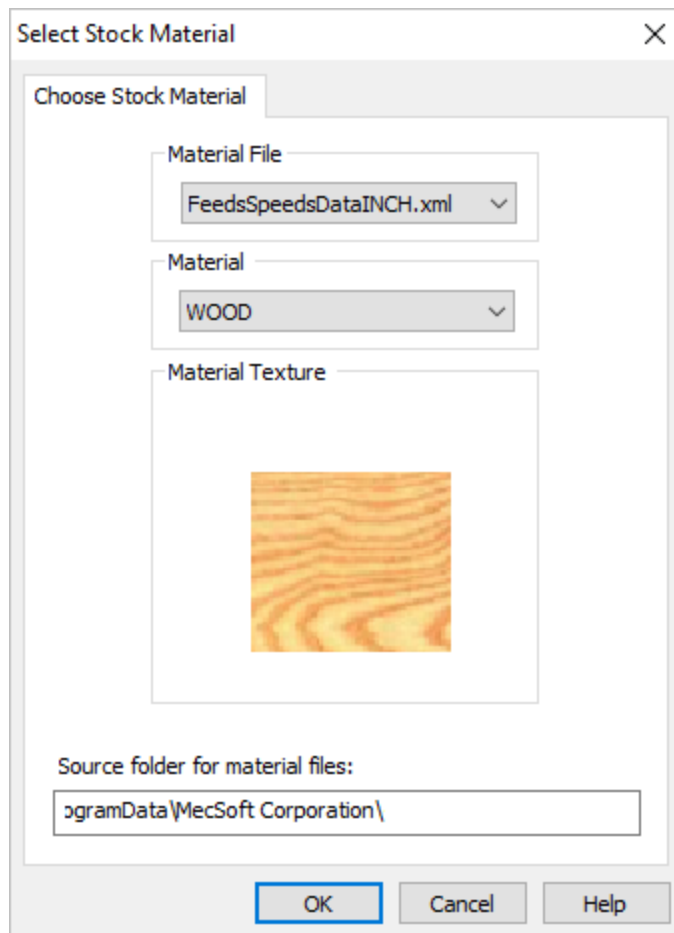 Select Stock Material
Choose Stock Material
Material File
FeedsSpeedsDataINCH.xml
Material
WOOD
Material Texture
Source folder for material files:
ogramData\MecSoft Corporation\
OK Cancel Help